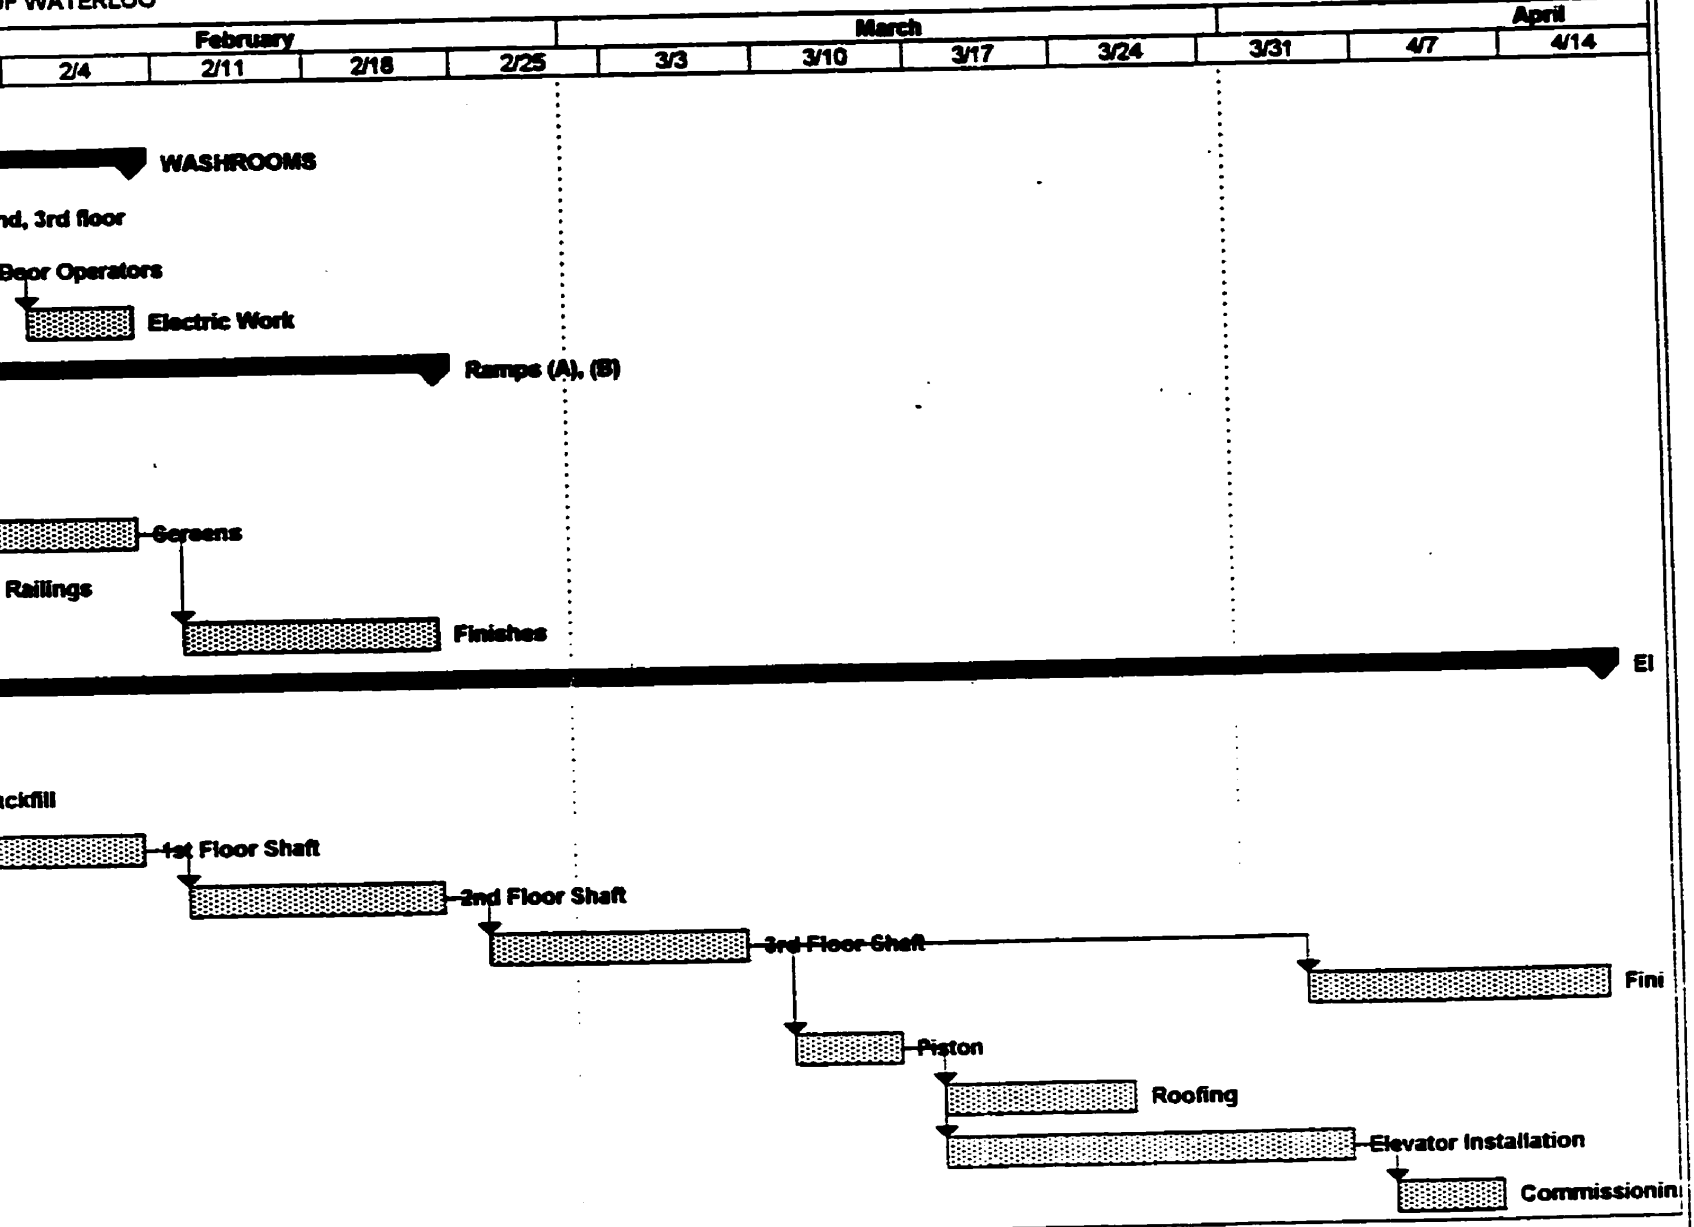 OF WATERLOO
February March April
2/4 2/11 2/18 2/25 3/3 3/10 3/17 3/24 3/31 4/7 4/14
WASHROOMS
nd, 3rd floor
Door Operators
Electric Work
Ramps (A), (B)
Screens
Railings
Finishes
El
ackfill
1st Floor Shaft
2nd Floor Shaft
3rd Floor Shaft
Fini
Piston
Roofing
Elevator Installation
Commissionin